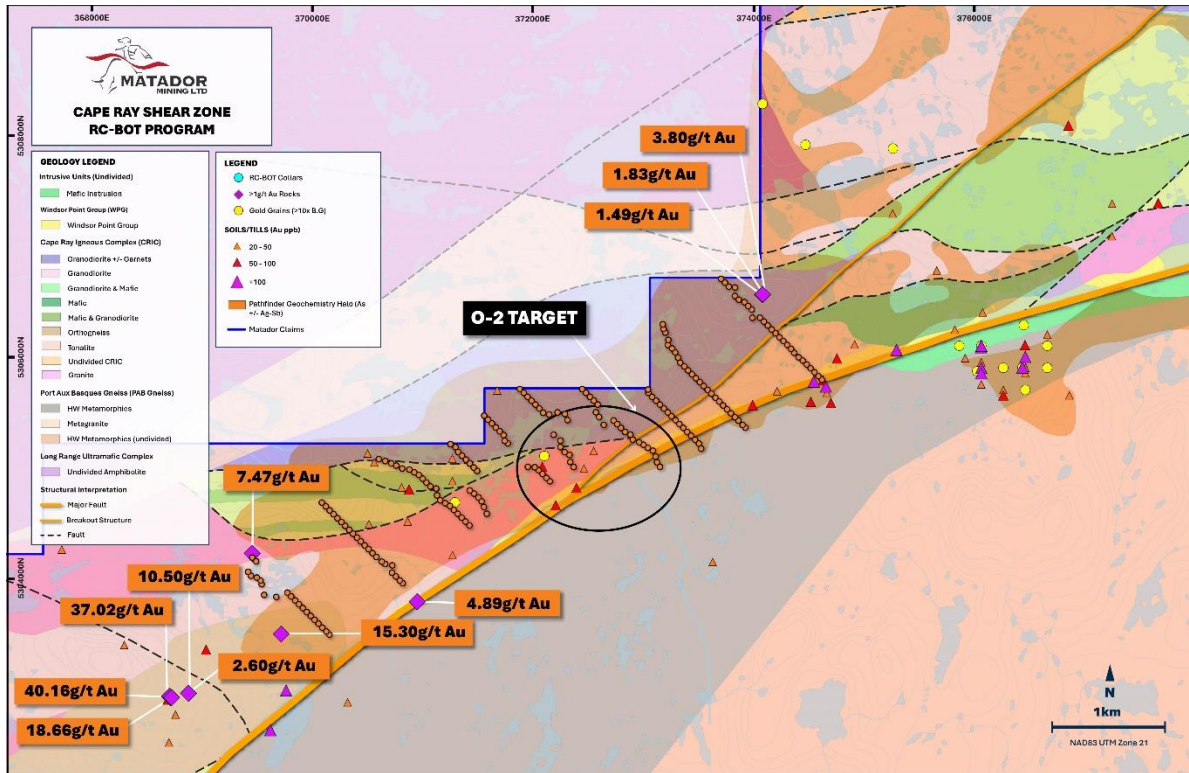 368000E
370000E
372000E
374000E
376000E
5308000N
5306000N
5304000N
MATADOR
MINING LTD
CAPE RAY SHEAR ZONE
RC-BOT PROGRAM
GEOLOGY LEGEND
Intrusive Units (Undivided)
Mafic Instrusion
Windsor Point Group (WPG)
Windsor Point Group
Cape Ray Igneous Complex (CRIC)
Granodiorite +/- Garnets
Granodiorite
Granodiorite & Mafic
Mafic
Mafic & Granodiorite
Orthogneiss
Tonalite
Undivided CRIC
Granite
Port Aux Basques Gneiss (PAB Gneiss)
HW Metamorphics
Metagranite
HW Metamorphics (undivided)
Long Range Ultramafic Complex
Undivided Amphibolite
Structural Interpretation
Major Fault
Breakout Structure
Fault
LEGEND
RC-BOT Collars
>1g/t Au Rocks
Gold Grains (>10x B.G)
SOILS/TILLS (Au ppb)
20 - 50
50 - 100
+100
Pathfinder Geochemistry Halo (As
+/- Ag-Sb)
Matador Claims
3.80g/t Au
1.83g/t Au
1.49g/t Au
O-2 TARGET
7.47g/t Au
10.50g/t Au
37.02g/t Au
4.89g/t Au
15.30g/t Au
2.60g/t Au
40.16g/t Au
18.66g/t Au
N
1km
NAD83 UTM Zone 21